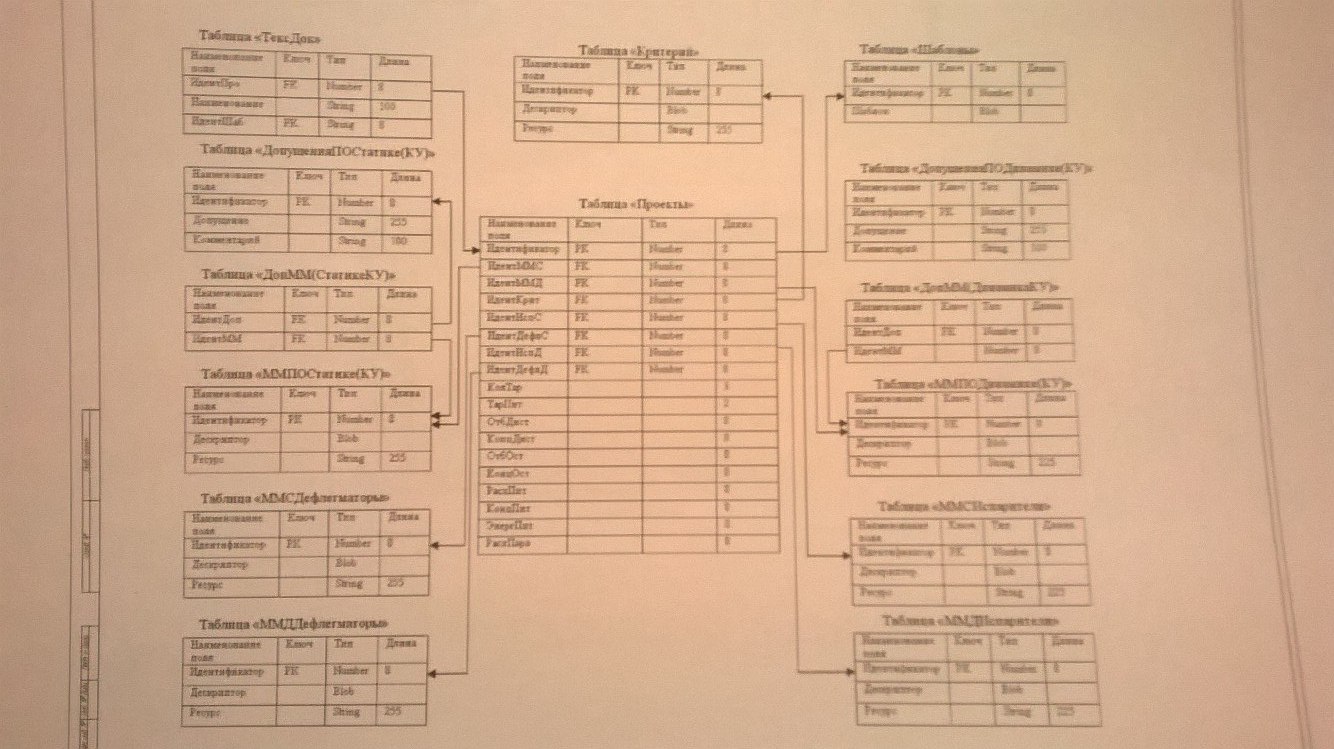 Таблица «ТексДок»
Наименование поля Ключ Тип Длина
ИдентПро FK Number 8
Наименование String 100
ИдентШаб FK String 8
Таблица «ДопущенияПОСтатике(КУ)»
Наименование поля Ключ Тип Длина
Идентификатор PK Number 8
Допущение String 255
Комментарий String 100
Таблица «ДопММ(СтатикеКУ)»
Наименование поля Ключ Тип Длина
ИдентДоп FK Number 8
ИдентММ FK Number 8
Таблица «ММПОСтатике(КУ)»
Наименование поля Ключ Тип Длина
Идентификатор PK Number 8
Дескриптор Blob
Ресурс String 255
Таблица «ММСДефлегматоры»
Наименование поля Ключ Тип Длина
Идентификатор PK Number 8
Дескриптор Blob
Ресурс String 255
Таблица «ММДДефлегматоры»
Наименование поля Ключ Тип Длина
Идентификатор PK Number 8
Дескриптор Blob
Ресурс String 255
Таблица «Критерий»
Наименование поля Ключ Тип Длина
Идентификатор PK Number 8
Дескриптор Blob
Ресурс String 255
Таблица «Проекты»
Наименование поля Ключ Тип Длина
Идентификатор PK Number 8
ИдентММС FK Number 8
ИдентММД FK Number 8
ИдентКрит FK Number 8
ИдентИспС FK Number 8
ИдентДефлС FK Number 8
ИдентИспД FK Number 8
ИдентДефлД FK Number 8
КолТар
ТарПит 2
ОтбДист 8
КонцДист 8
ОтбОст 8
КонцОст 8
РасхПит 8
КонцПит 8
ЭнергПит 8
РасхПара 8
Таблица «Шаблоны»
Наименование поля Ключ Тип Длина
Идентификатор PK Number 8
Шаблон Blob
Таблица «ДопущенияПОДинамике(КУ)»
Наименование поля Ключ Тип Длина
Идентификатор PK Number 8
Допущение String 255
Комментарий String 100
Таблица «ДопММ(ДинамикаКУ)»
Наименование поля Ключ Тип Длина
ИдентДоп FK Number 8
ИдентММ Number 8
Таблица «ММПОДинамике(КУ)»
Наименование поля Ключ Тип Длина
Идентификатор PK Number 8
Дескриптор Blob
Ресурс String 225
Таблица «ММСИспарители»
Наименование поля Ключ Тип Длина
Идентификатор PK Number 8
Дескриптор Blob
Ресурс String 225
Таблица «ММДИспарители»
Наименование поля Ключ Тип Длина
Идентификатор PK Number 8
Дескриптор Blob
Ресурс String 225